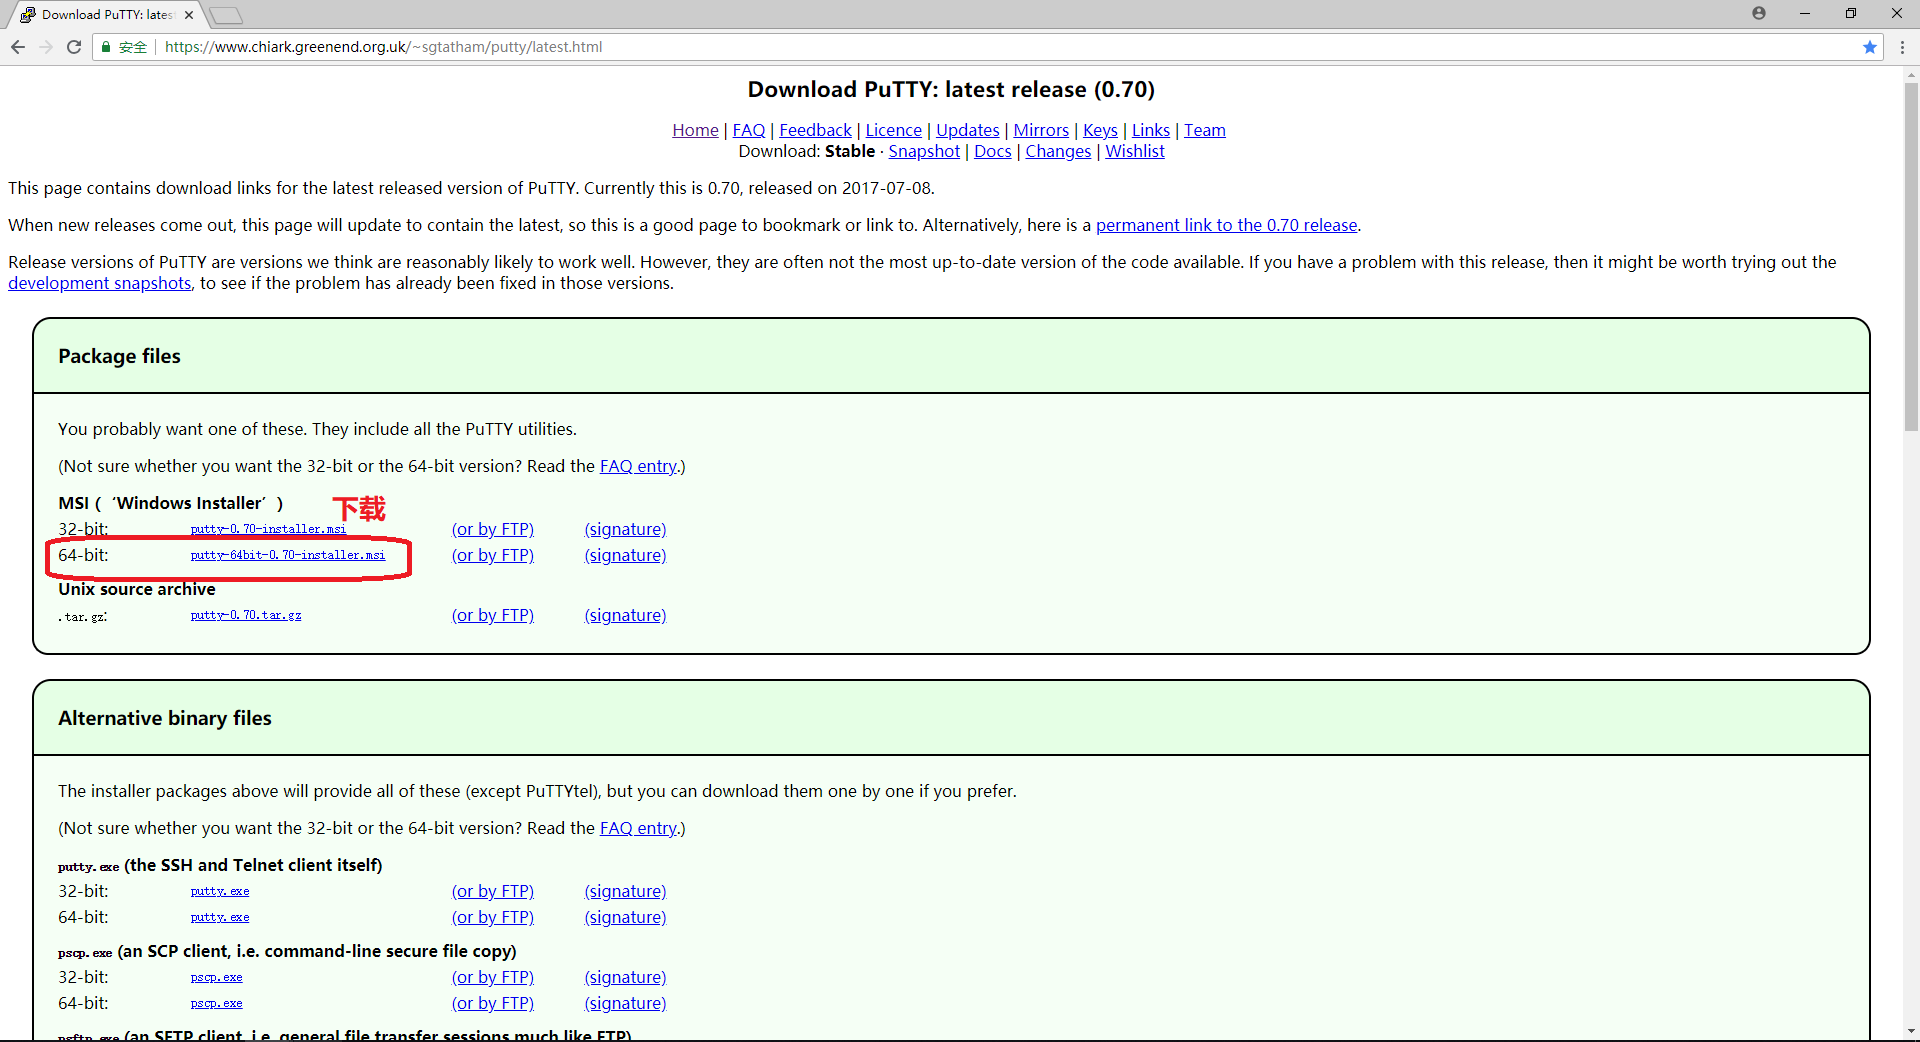 Download PuTTY: lates
安全 https://www.chiark.greenend.org.uk/~sgtatham/putty/latest.html
Download PuTTY: latest release (0.70)
Home | FAQ | Feedback | Licence | Updates | Mirrors | Keys | Links | Team
Download: Stable · Snapshot | Docs | Changes | Wishlist
This page contains download links for the latest released version of PuTTY. Currently this is 0.70, released on 2017-07-08.
When new releases come out, this page will update to contain the latest, so this is a good page to bookmark or link to. Alternatively, here is a permanent link to the 0.70 release.
Release versions of PuTTY are versions we think are reasonably likely to work well. However, they are often not the most up-to-date version of the code available. If you have a problem with this release, then it might be worth trying out the
development snapshots, to see if the problem has already been fixed in those versions.
Package files
You probably want one of these. They include all the PuTTY utilities.
(Not sure whether you want the 32-bit or the 64-bit version? Read the FAQ entry.)
MSI (‘Windows Installer’)
下载
32-bit: putty-0.70-installer.msi (or by FTP) (signature)
64-bit: putty-64bit-0.70-installer.msi (or by FTP) (signature)
Unix source archive
.tar.gz: putty-0.70.tar.gz (or by FTP) (signature)
Alternative binary files
The installer packages above will provide all of these (except PuTTYtel), but you can download them one by one if you prefer.
(Not sure whether you want the 32-bit or the 64-bit version? Read the FAQ entry.)
putty.exe (the SSH and Telnet client itself)
32-bit: putty.exe (or by FTP) (signature)
64-bit: putty.exe (or by FTP) (signature)
pscp.exe (an SCP client, i.e. command-line secure file copy)
32-bit: pscp.exe (or by FTP) (signature)
64-bit: pscp.exe (or by FTP) (signature)
psftp.exe (an SFTP client, i.e. general file transfer sessions much like FTP)